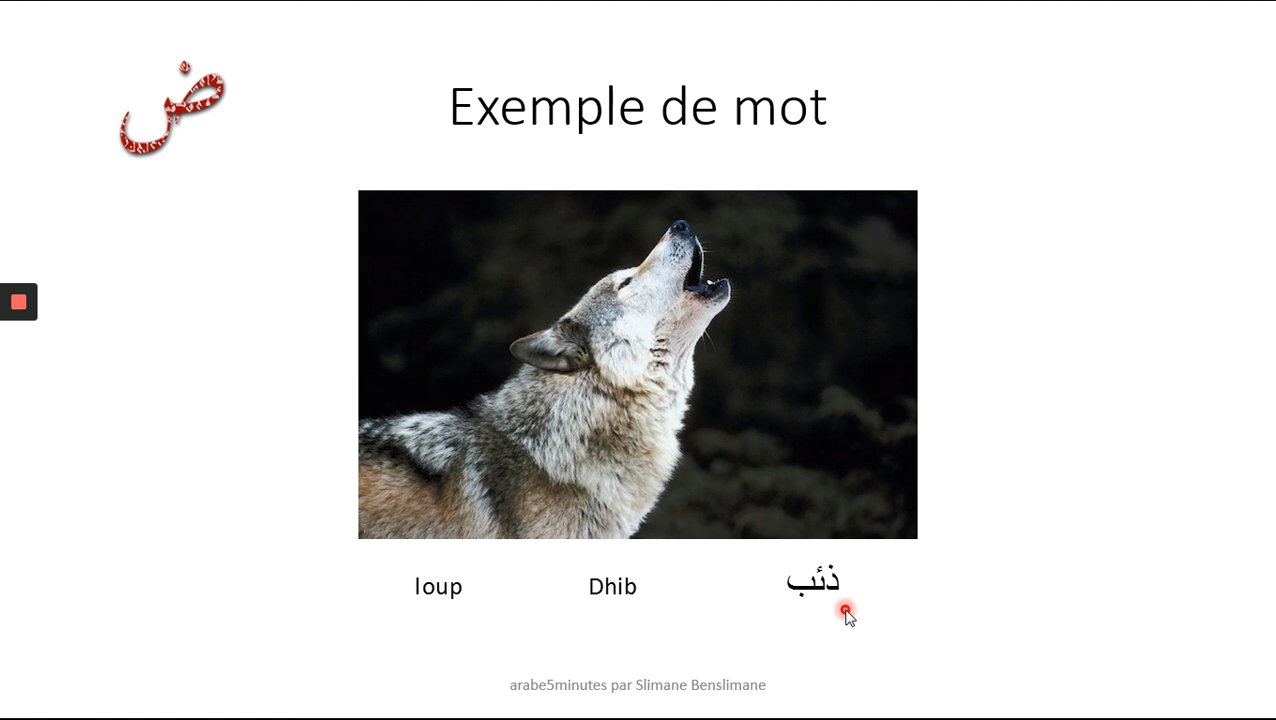 ض
Exemple de mot
loup Dhib ذئب
arabe5minutes par Slimane Benslimane